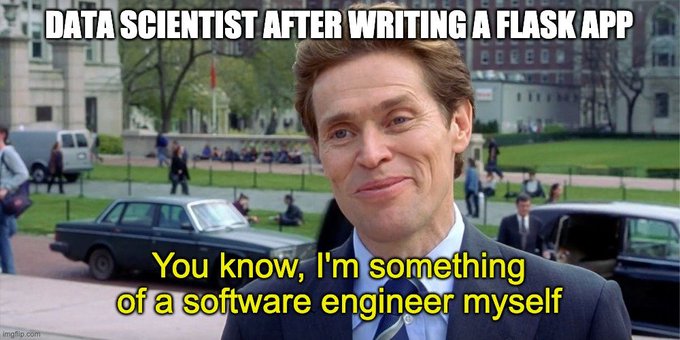 DATA SCIENTIST AFTER WRITING A FLASK APP
You know, I'm something
of a software engineer myself
imgflip.com